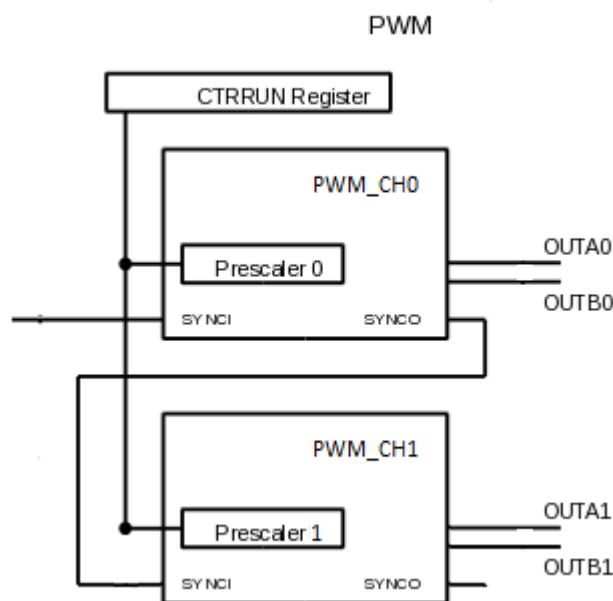 PWM
CTRRUN Register
PWM_CH0
Prescaler 0
OUTA0
OUTB0
SYNCI
SYNCO
PWM_CH1
Prescaler 1
OUTA1
OUTB1
SYNCI
SYNCO